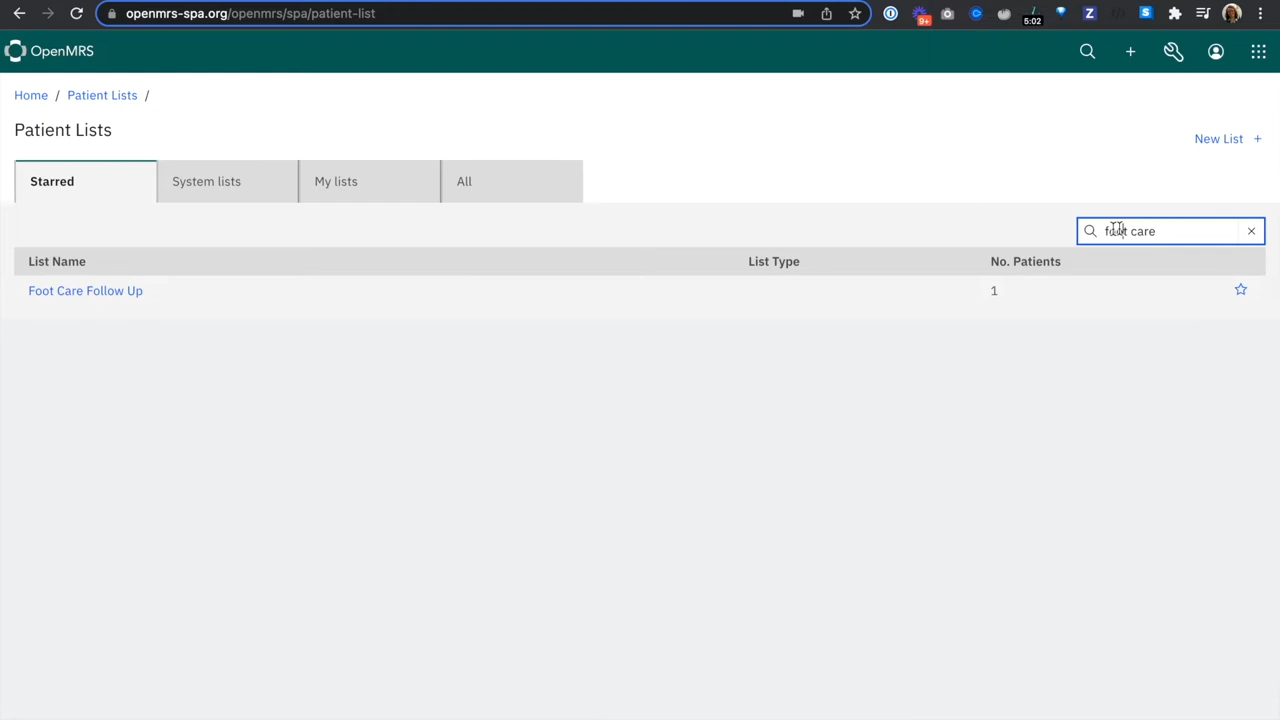 openmrs-spa.org/openmrs/spa/patient-list
9+
5:02
Z
S
OpenMRS
Home / Patient Lists /
Patient Lists
New List +
Starred
System lists
My lists
All
foot care
List Name
List Type
No. Patients
Foot Care Follow Up
1